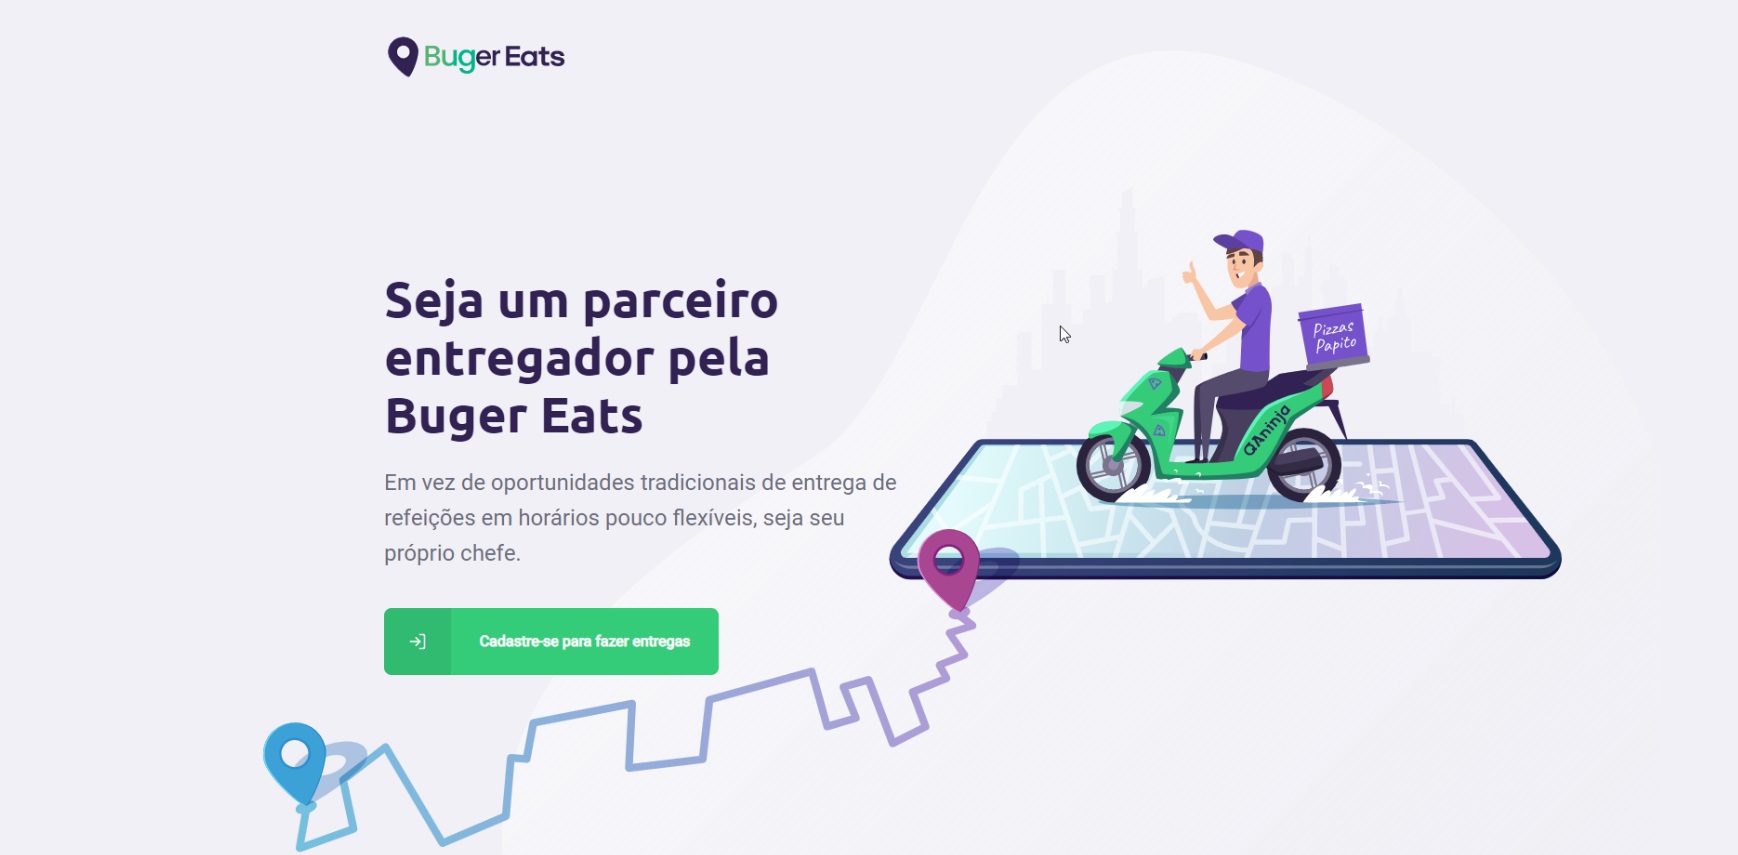 Buger Eats
Seja um parceiro
entregador pela
Buger Eats
Em vez de oportunidades tradicionais de entrega de
refeições em horários pouco flexíveis, seja seu
próprio chefe.
Cadastre-se para fazer entregas
Pizzas
Papito
QAninja